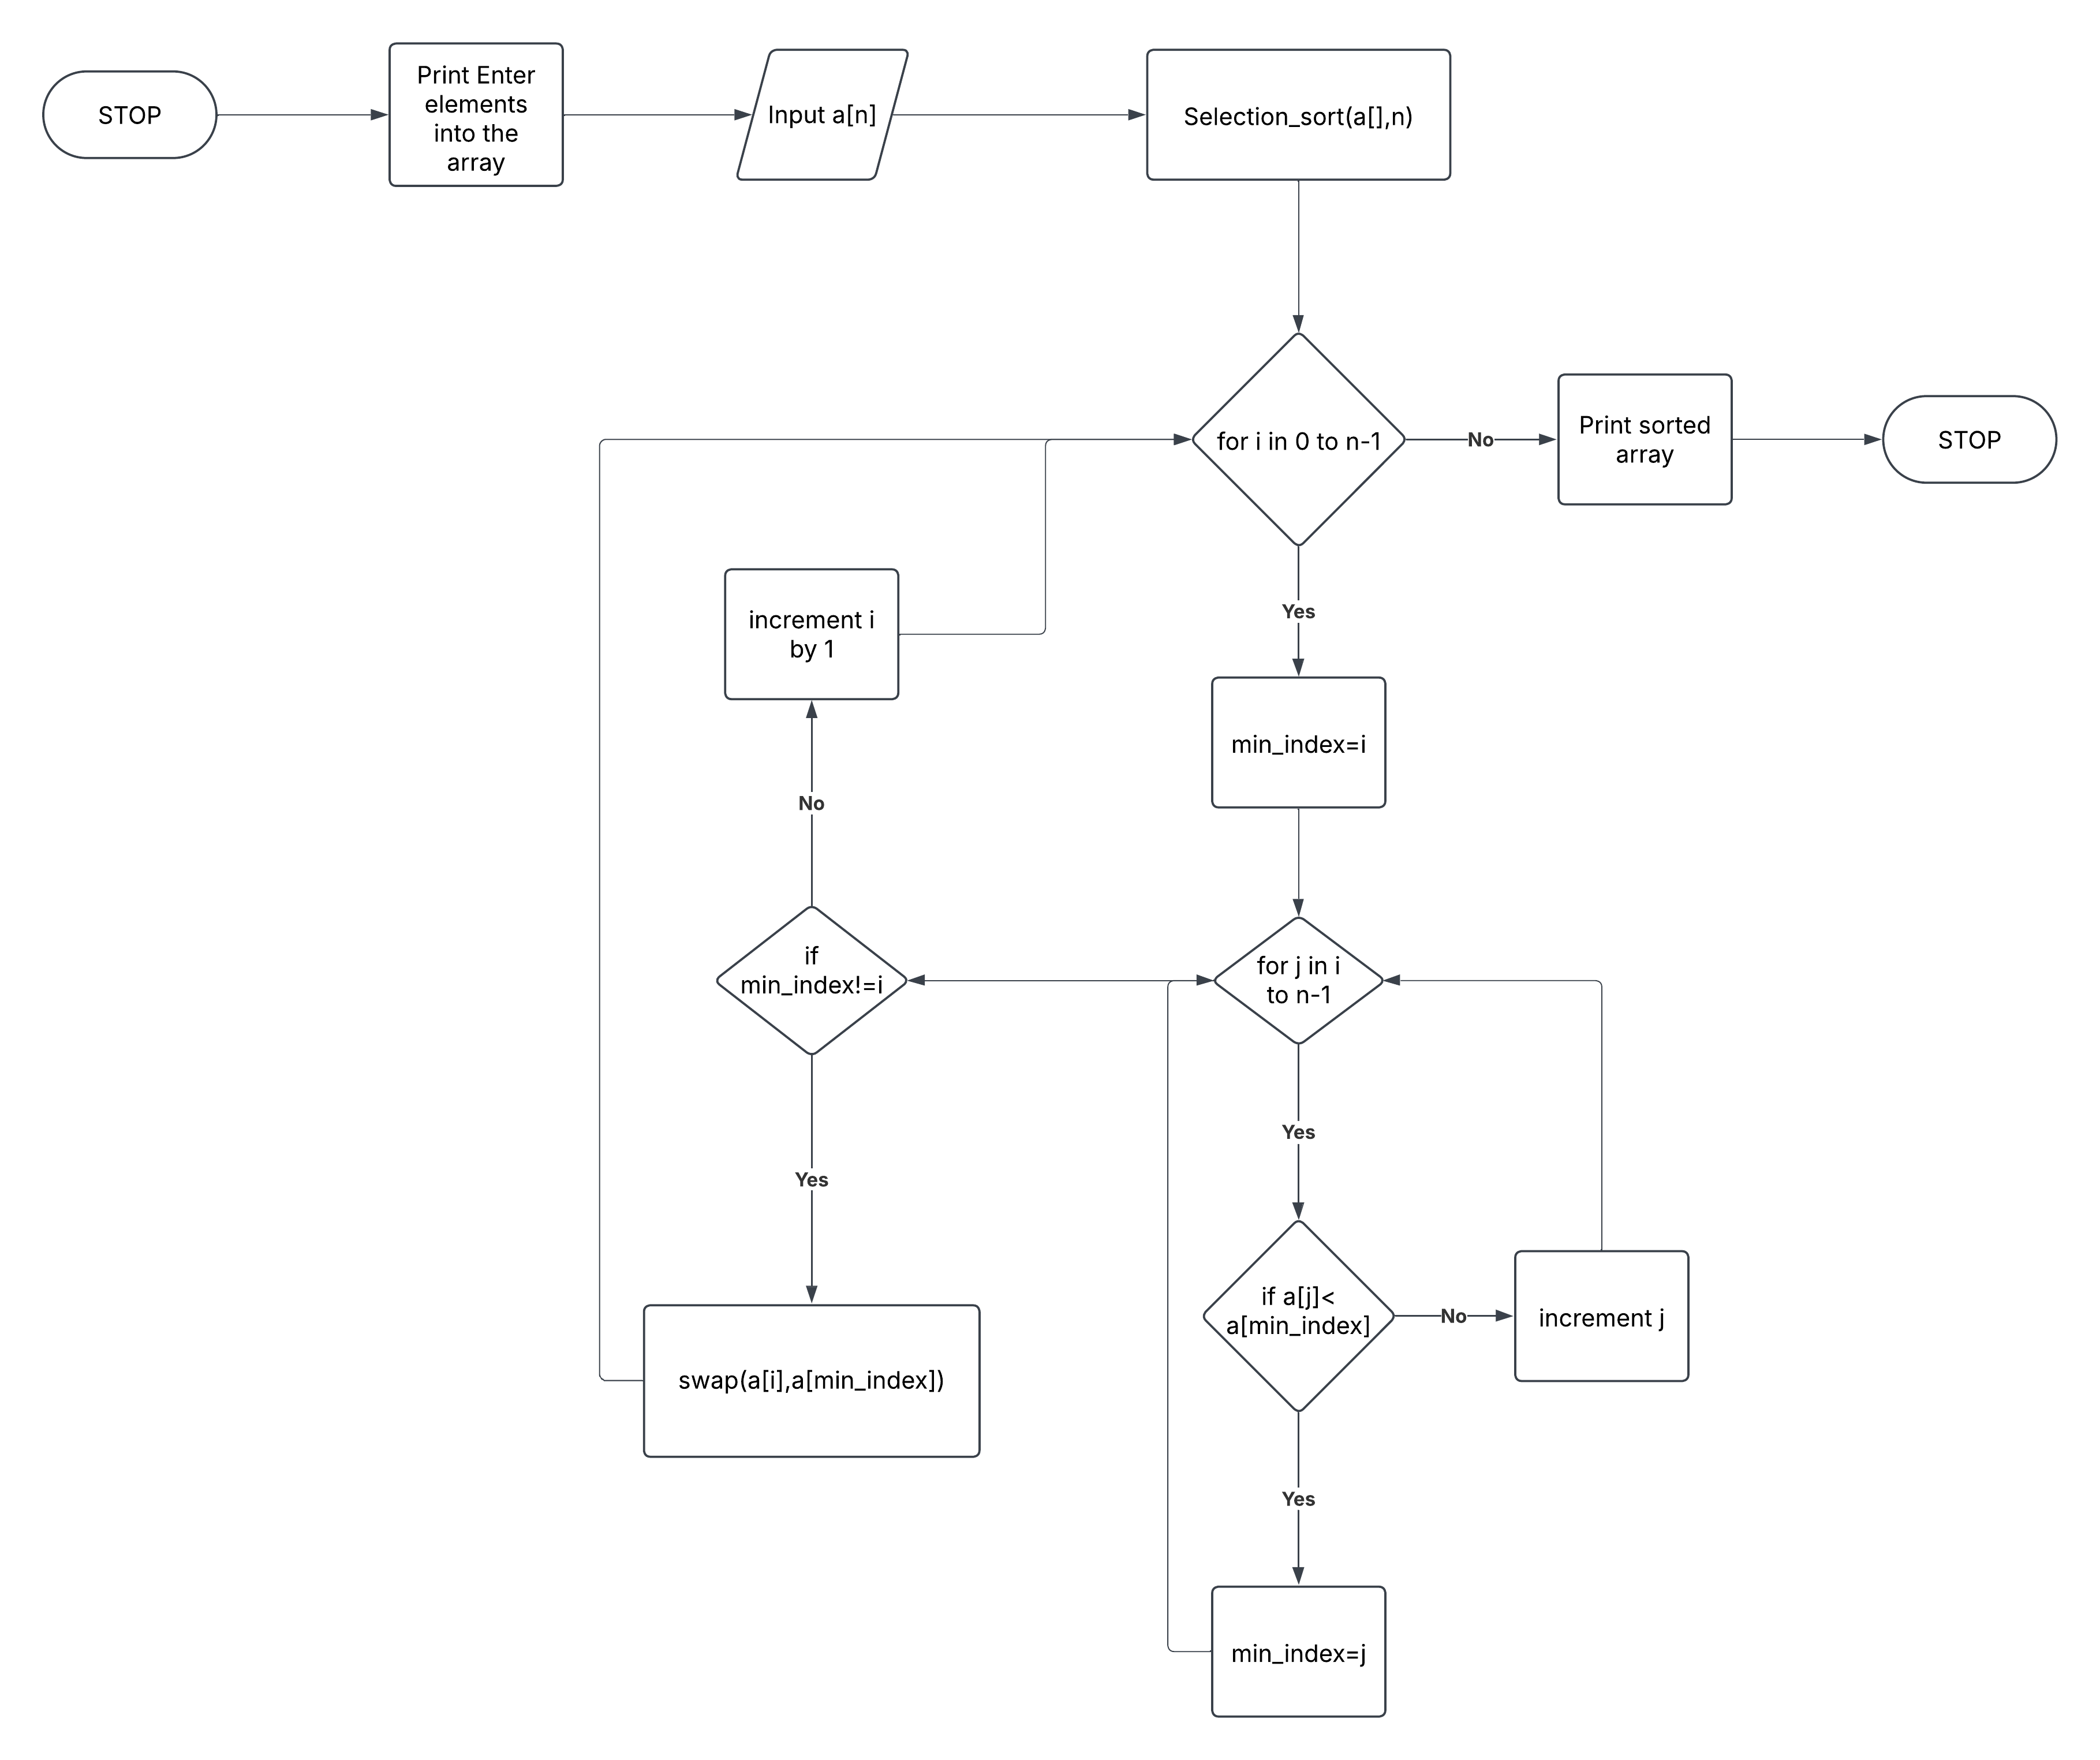 STOP
Print Enter
elements
into the
array
Input a[n]
Selection_sort(a[],n)
for i in 0 to n-1
No
Print sorted
array
STOP
Yes
increment i
by 1
min_index=i
No
if
min_index!=i
for j in i
to n-1
Yes
Yes
if a[j]<
a[min_index]
No
increment j
swap(a[i],a[min_index])
Yes
min_index=j